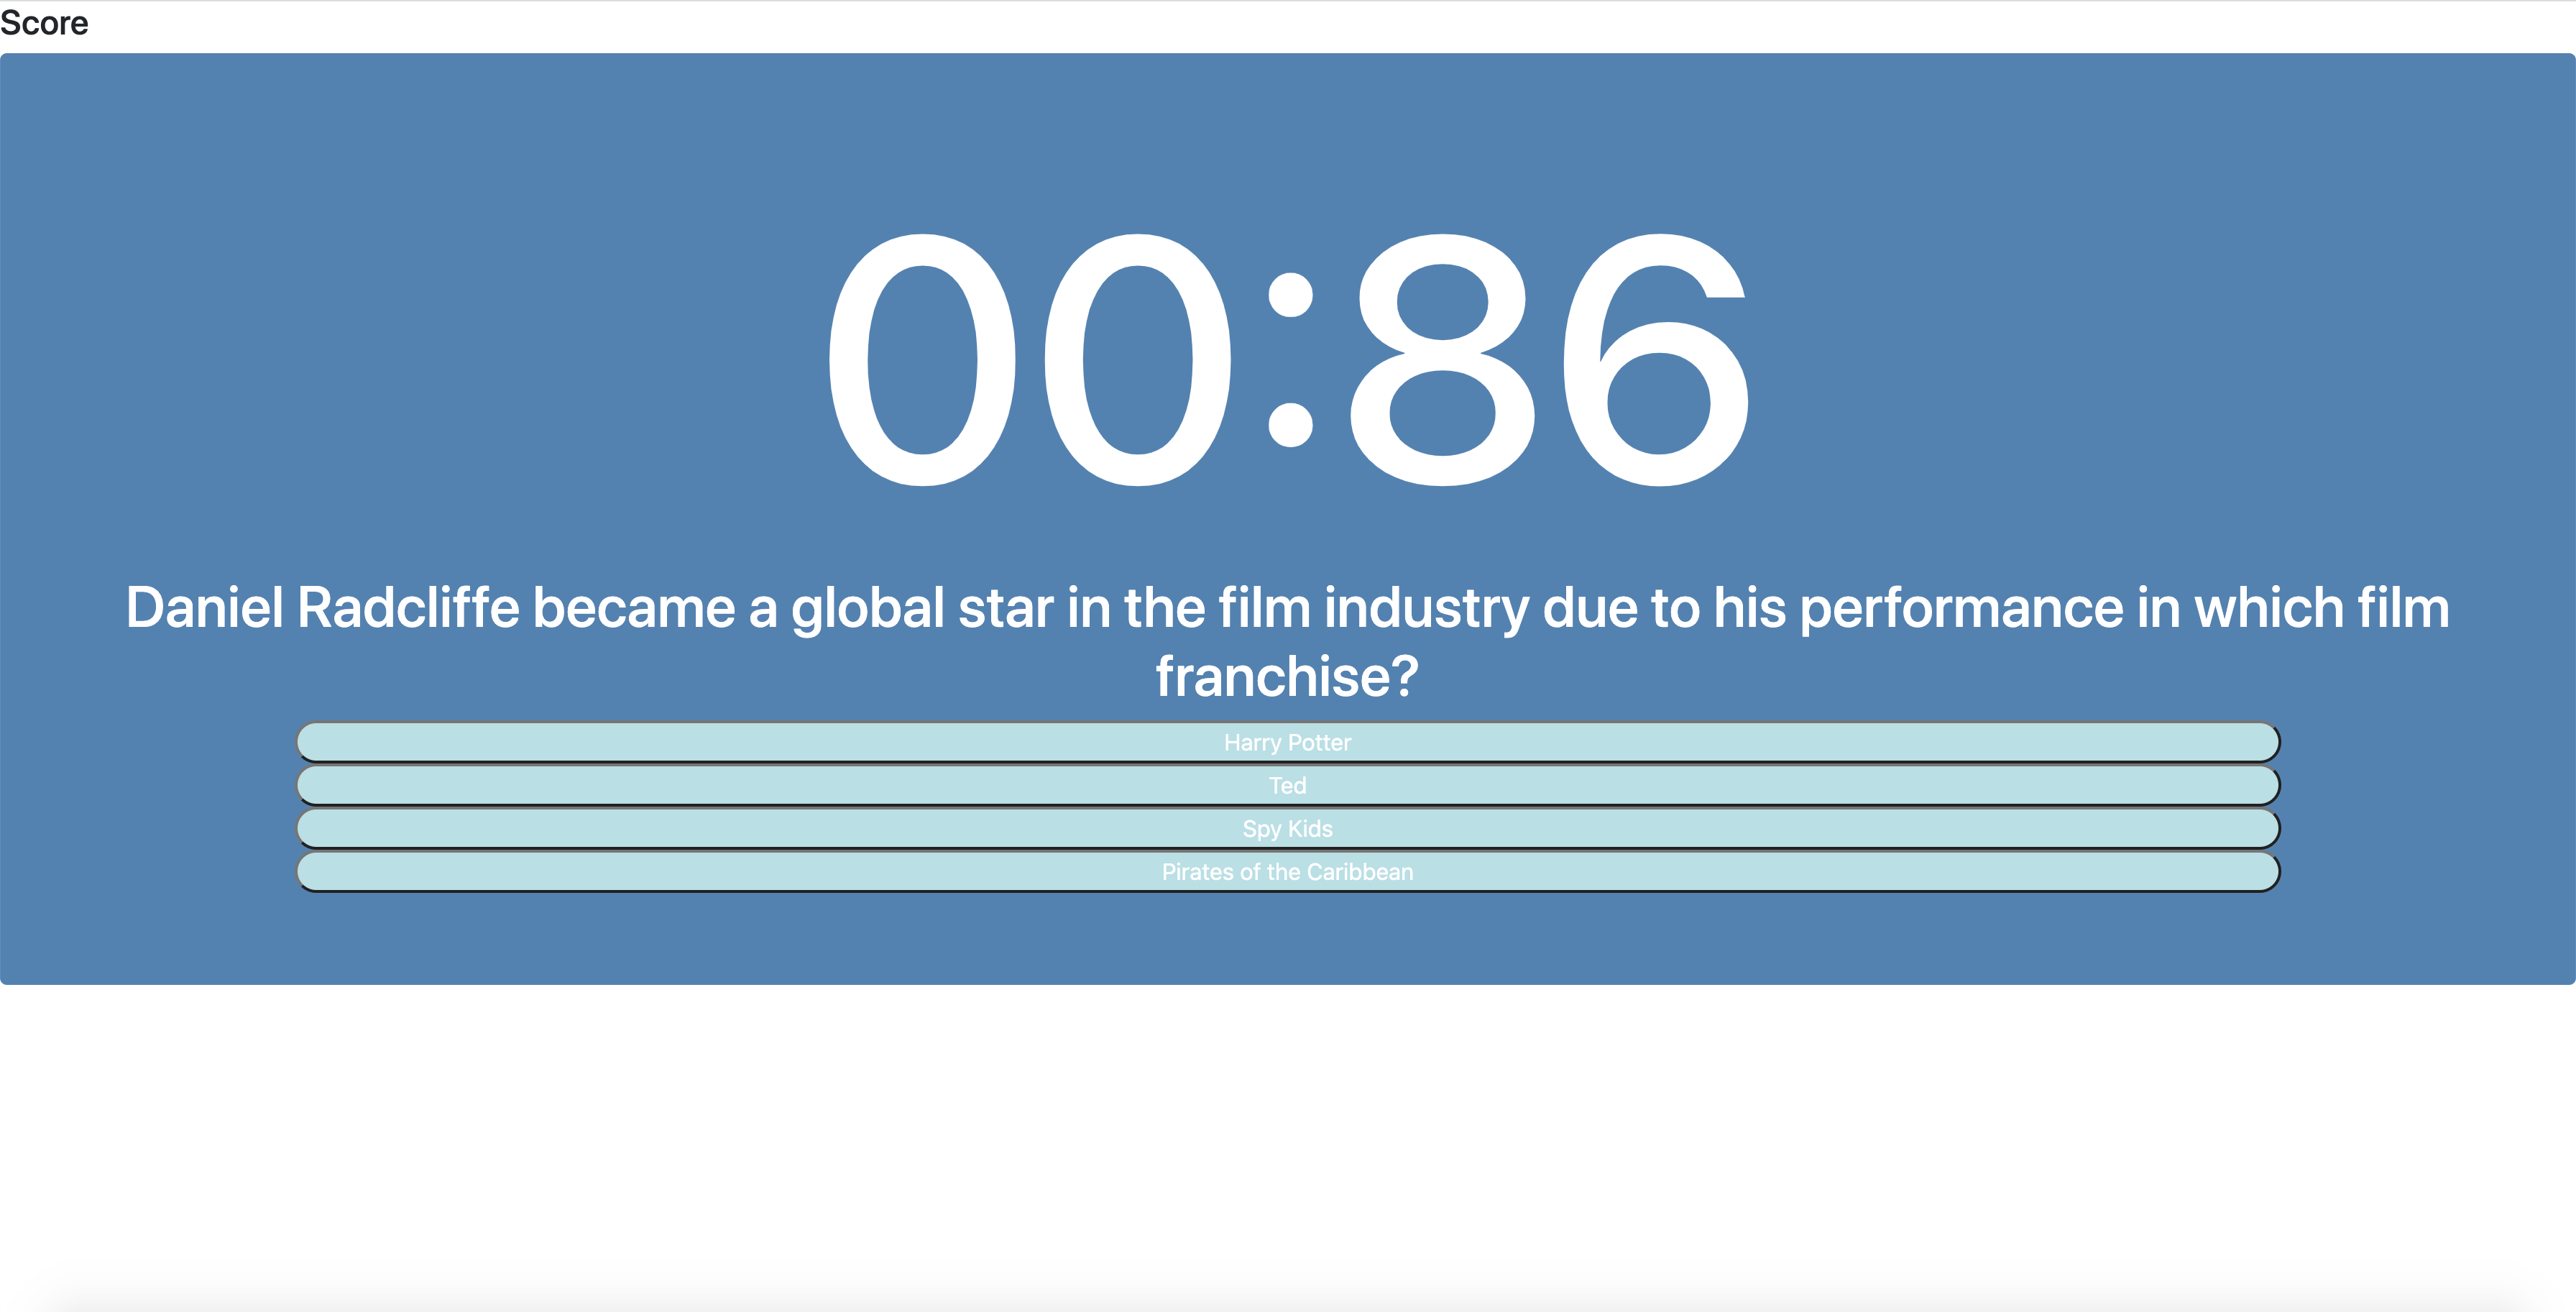 Score
00:86
Daniel Radcliffe became a global star in the film industry due to his performance in which film
franchise?
Harry Potter
Ted
Spy Kids
Pirates of the Caribbean